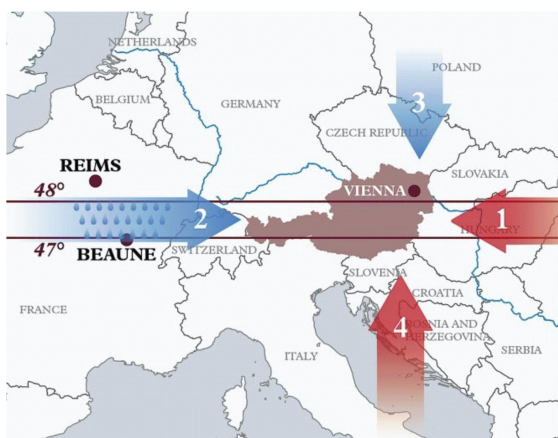 NETHERLANDS
BELGIUM
GERMANY
POLAND
3
CZECH REPUBLIC
SLOVAKIA
REIMS
48°
VIENNA
2
1
HUNGARY
47°
BEAUNE
SWITZERLAND
SLOVENIA
CROATIA
FRANCE
4
BOSNIA AND
HERZEGOVINA
ITALY
SERBIA